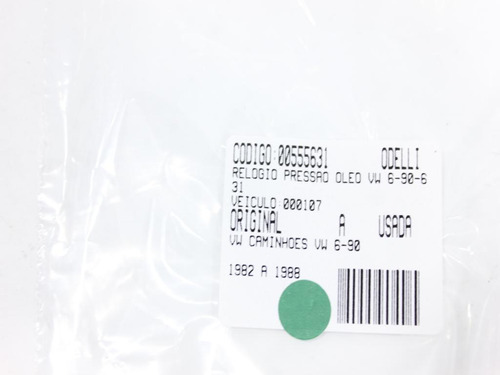 CODIGO:00555631 ODELLI
RELOGIO PRESSAO OLEO VW 6-90-6
31
VEICULO 000107
ORIGINAL A USADA
VW CAMINHOES VW 6-90
1982 A 1988